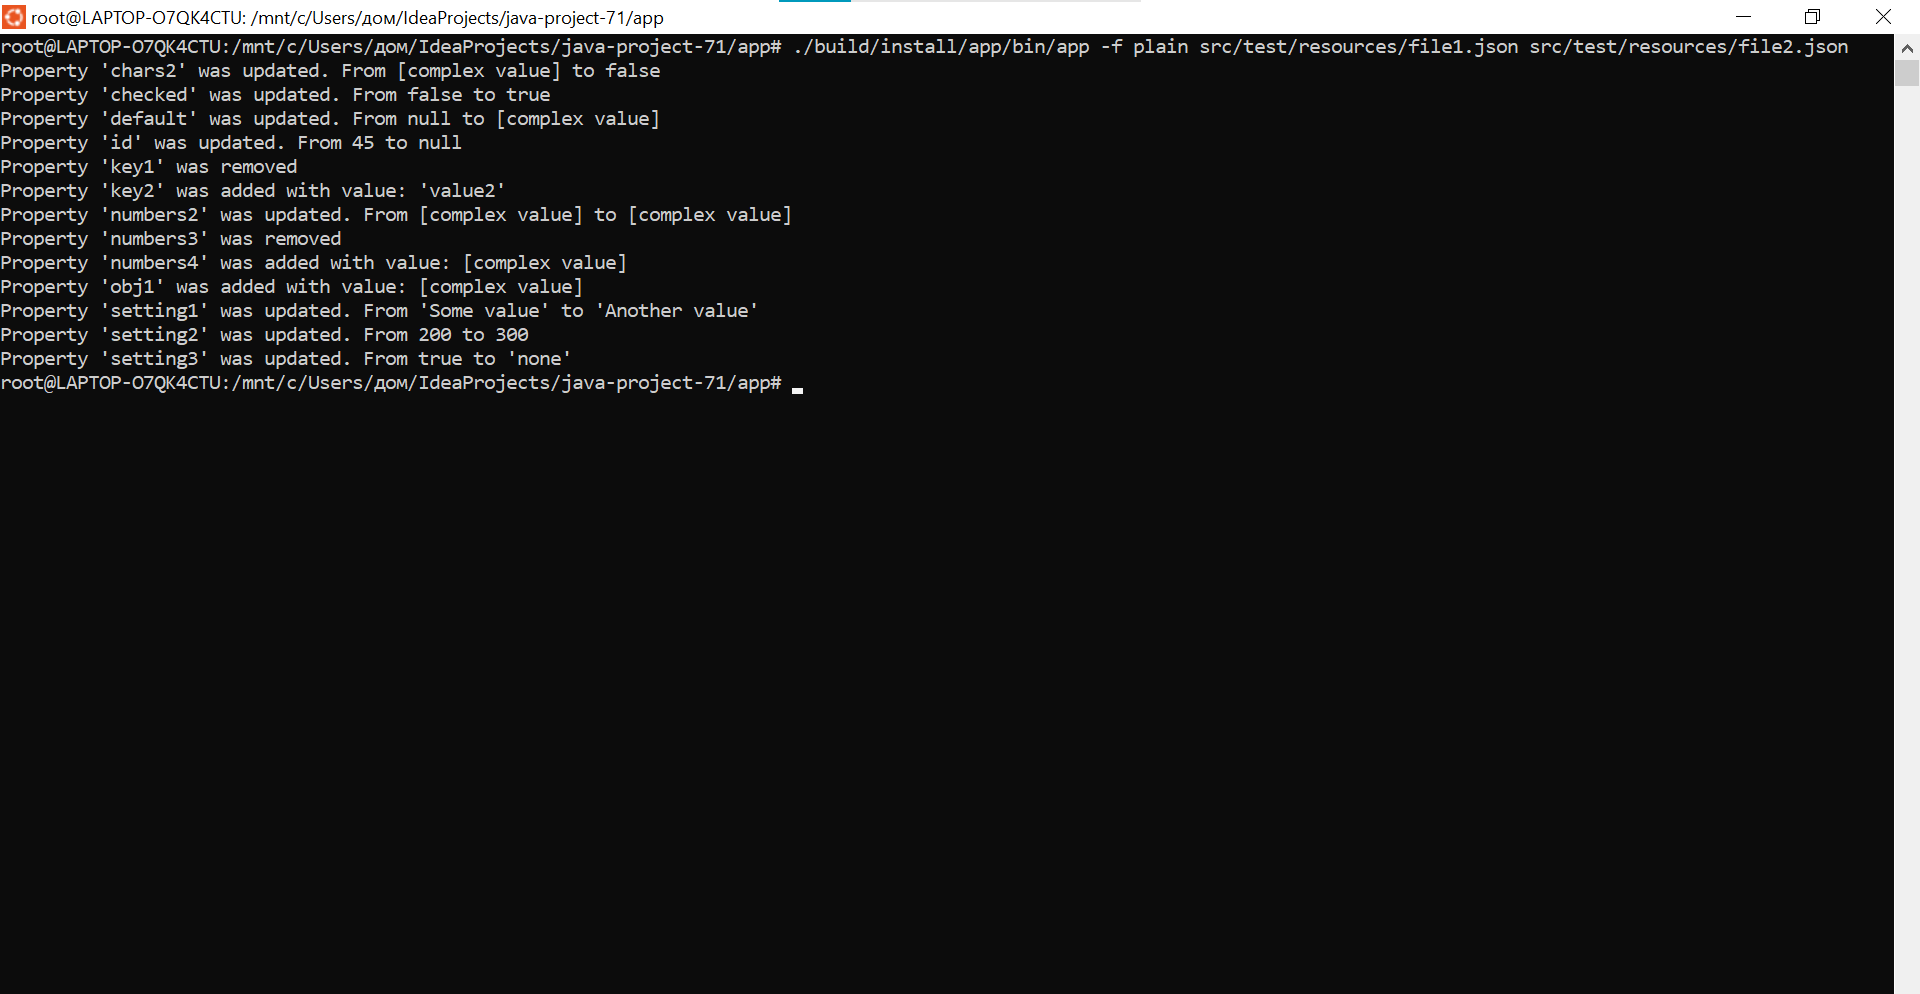 root@LAPTOP-O7QK4CTU: /mnt/c/Users/дом/IdeaProjects/java-project-71/app
root@LAPTOP-O7QK4CTU:/mnt/c/Users/дом/IdeaProjects/java-project-71/app# ./build/install/app/bin/app -f plain src/test/resources/file1.json src/test/resources/file2.json
Property 'chars2' was updated. From [complex value] to false
Property 'checked' was updated. From false to true
Property 'default' was updated. From null to [complex value]
Property 'id' was updated. From 45 to null
Property 'key1' was removed
Property 'key2' was added with value: 'value2'
Property 'numbers2' was updated. From [complex value] to [complex value]
Property 'numbers3' was removed
Property 'numbers4' was added with value: [complex value]
Property 'obj1' was added with value: [complex value]
Property 'setting1' was updated. From 'Some value' to 'Another value'
Property 'setting2' was updated. From 200 to 300
Property 'setting3' was updated. From true to 'none'
root@LAPTOP-O7QK4CTU:/mnt/c/Users/дом/IdeaProjects/java-project-71/app#